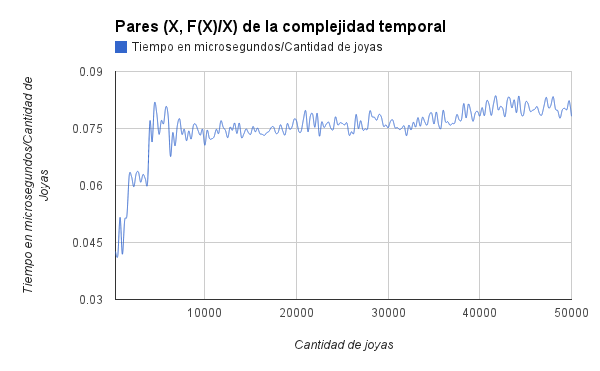 Pares (X, F(X)/X) de la complejidad temporal
Tiempo en microsegundos/Cantidad de joyas
Tiempo en microsegundos/Cantidad de
Joyas
0.09
0.075
0.06
0.045
0.03
10000
20000
30000
40000
50000
Cantidad de joyas